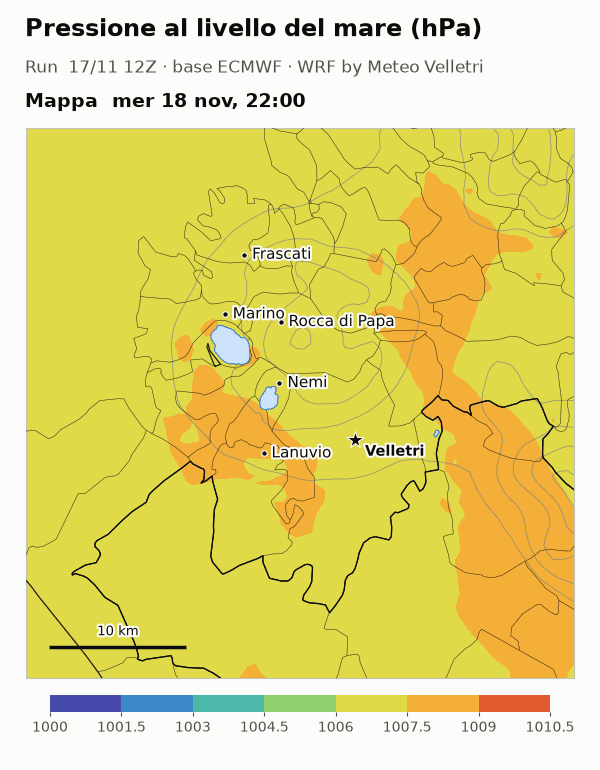 Pressione al livello del mare (hPa)
Run  17/11 12Z · base ECMWF · WRF by Meteo Velletri
Mappa  mer 18 nov, 22:00
Frascati
Marino
Rocca di Papa
Nemi
Velletri
Lanuvio
10 km
1000 1001.5 1003 1004.5 1006 1007.5 1009 1010.5